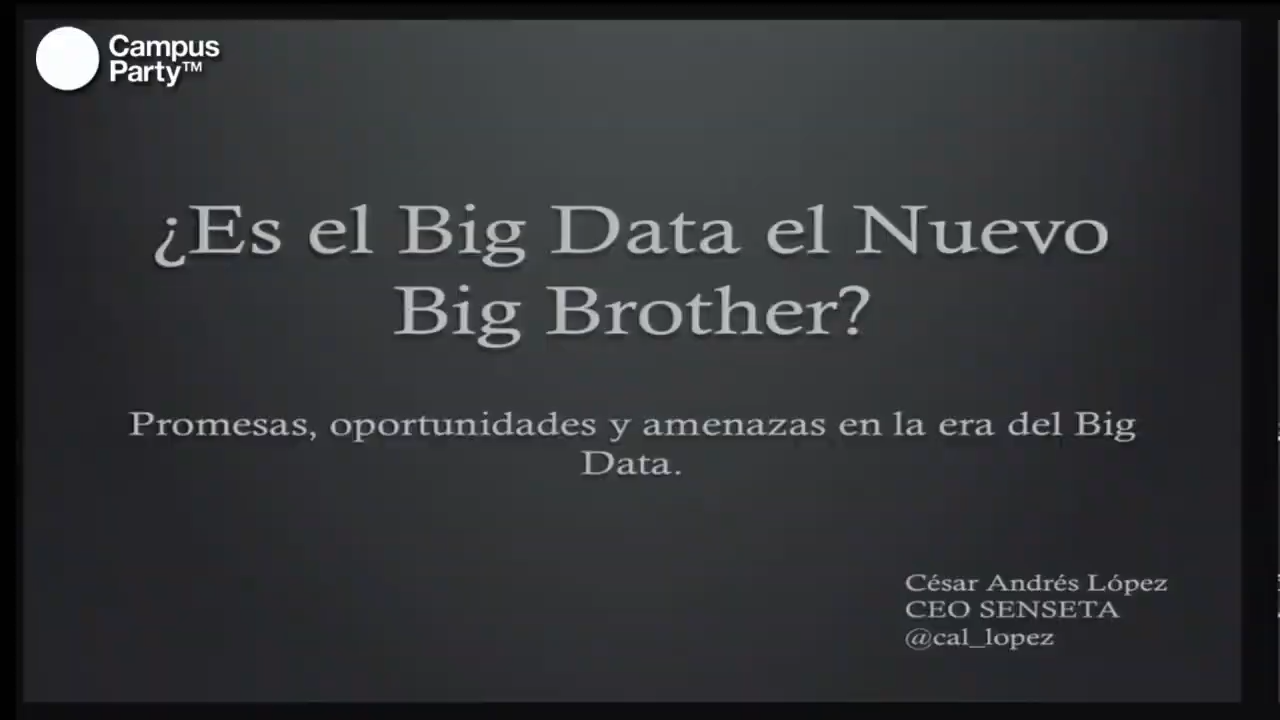 Campus
Party™
¿Es el Big Data el Nuevo
Big Brother?
Promesas, oportunidades y amenazas en la era del Big
Data.
César Andrés López
CEO SENSETA
@cal_lopez